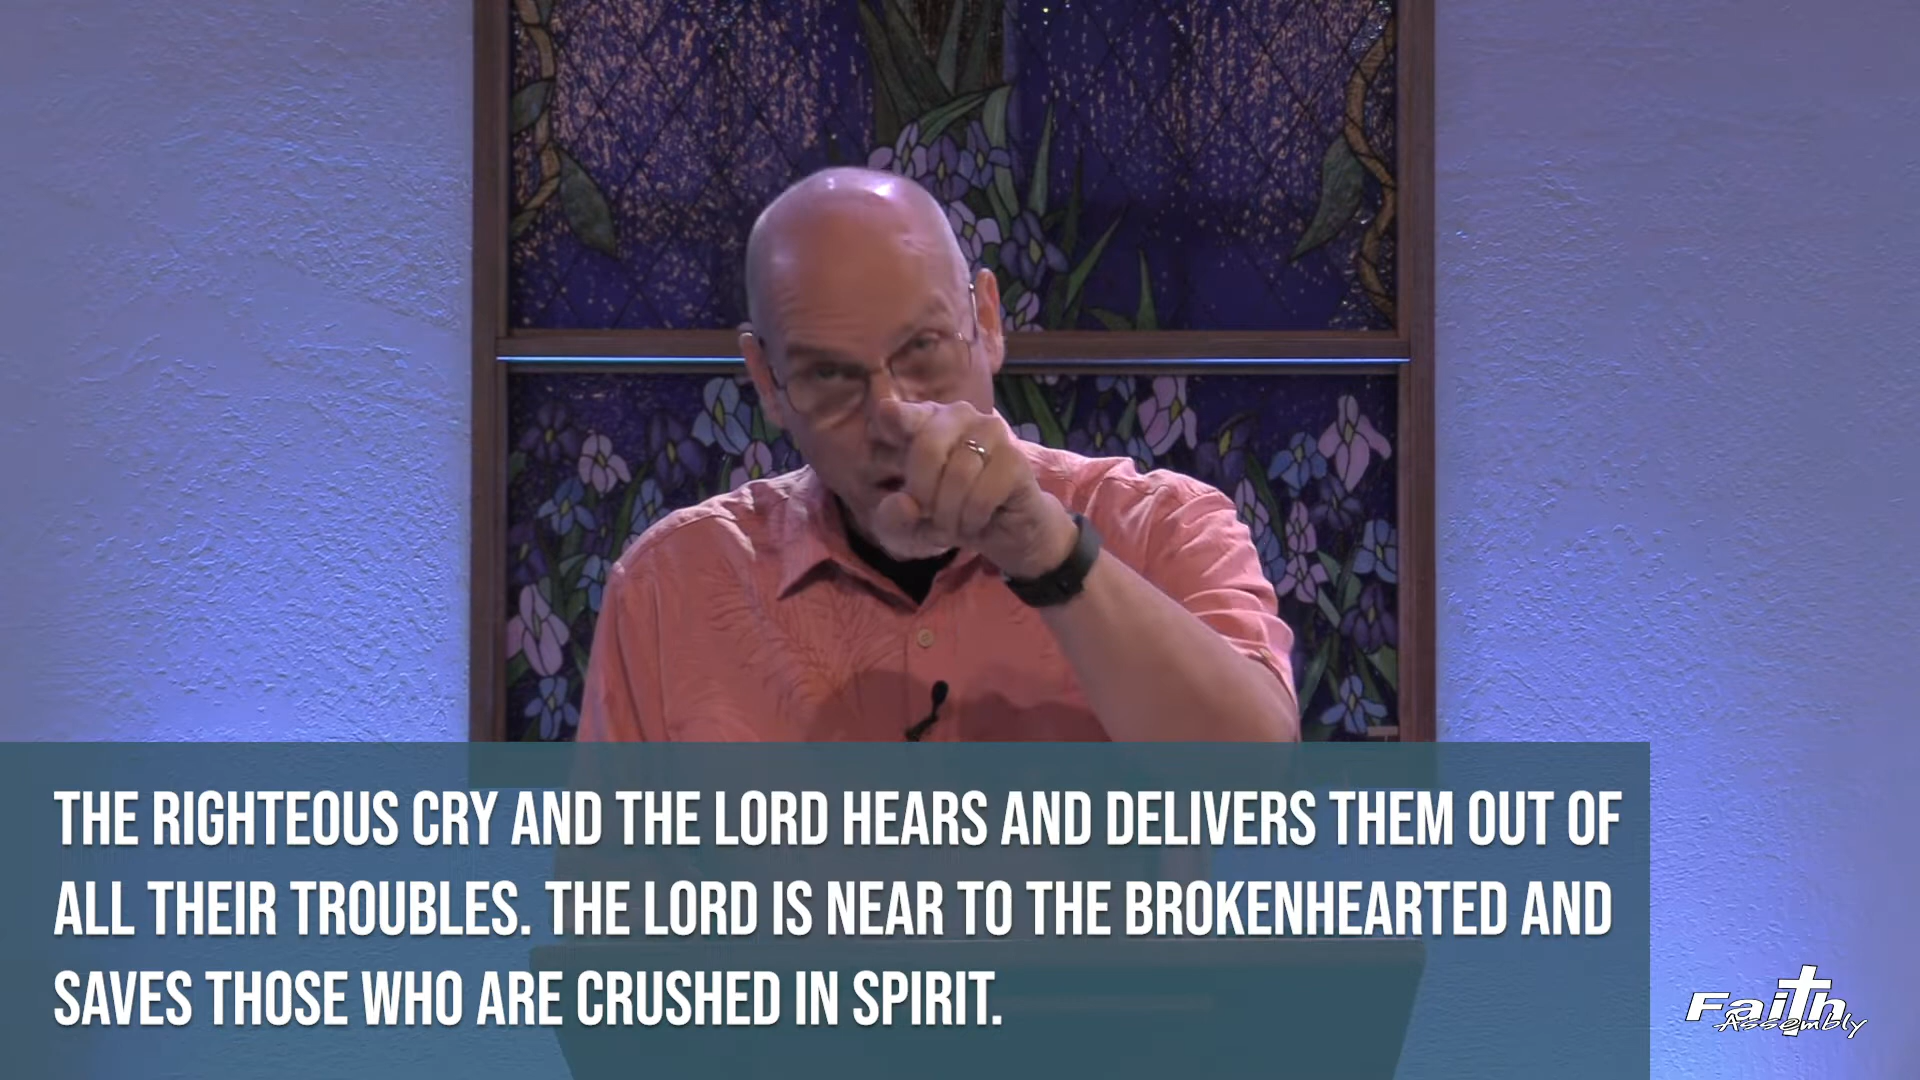 THE RIGHTEOUS CRY AND THE LORD HEARS AND DELIVERS THEM OUT OF
ALL THEIR TROUBLES. THE LORD IS NEAR TO THE BROKENHEARTED AND
SAVES THOSE WHO ARE CRUSHED IN SPIRIT.
Faith
Assembly